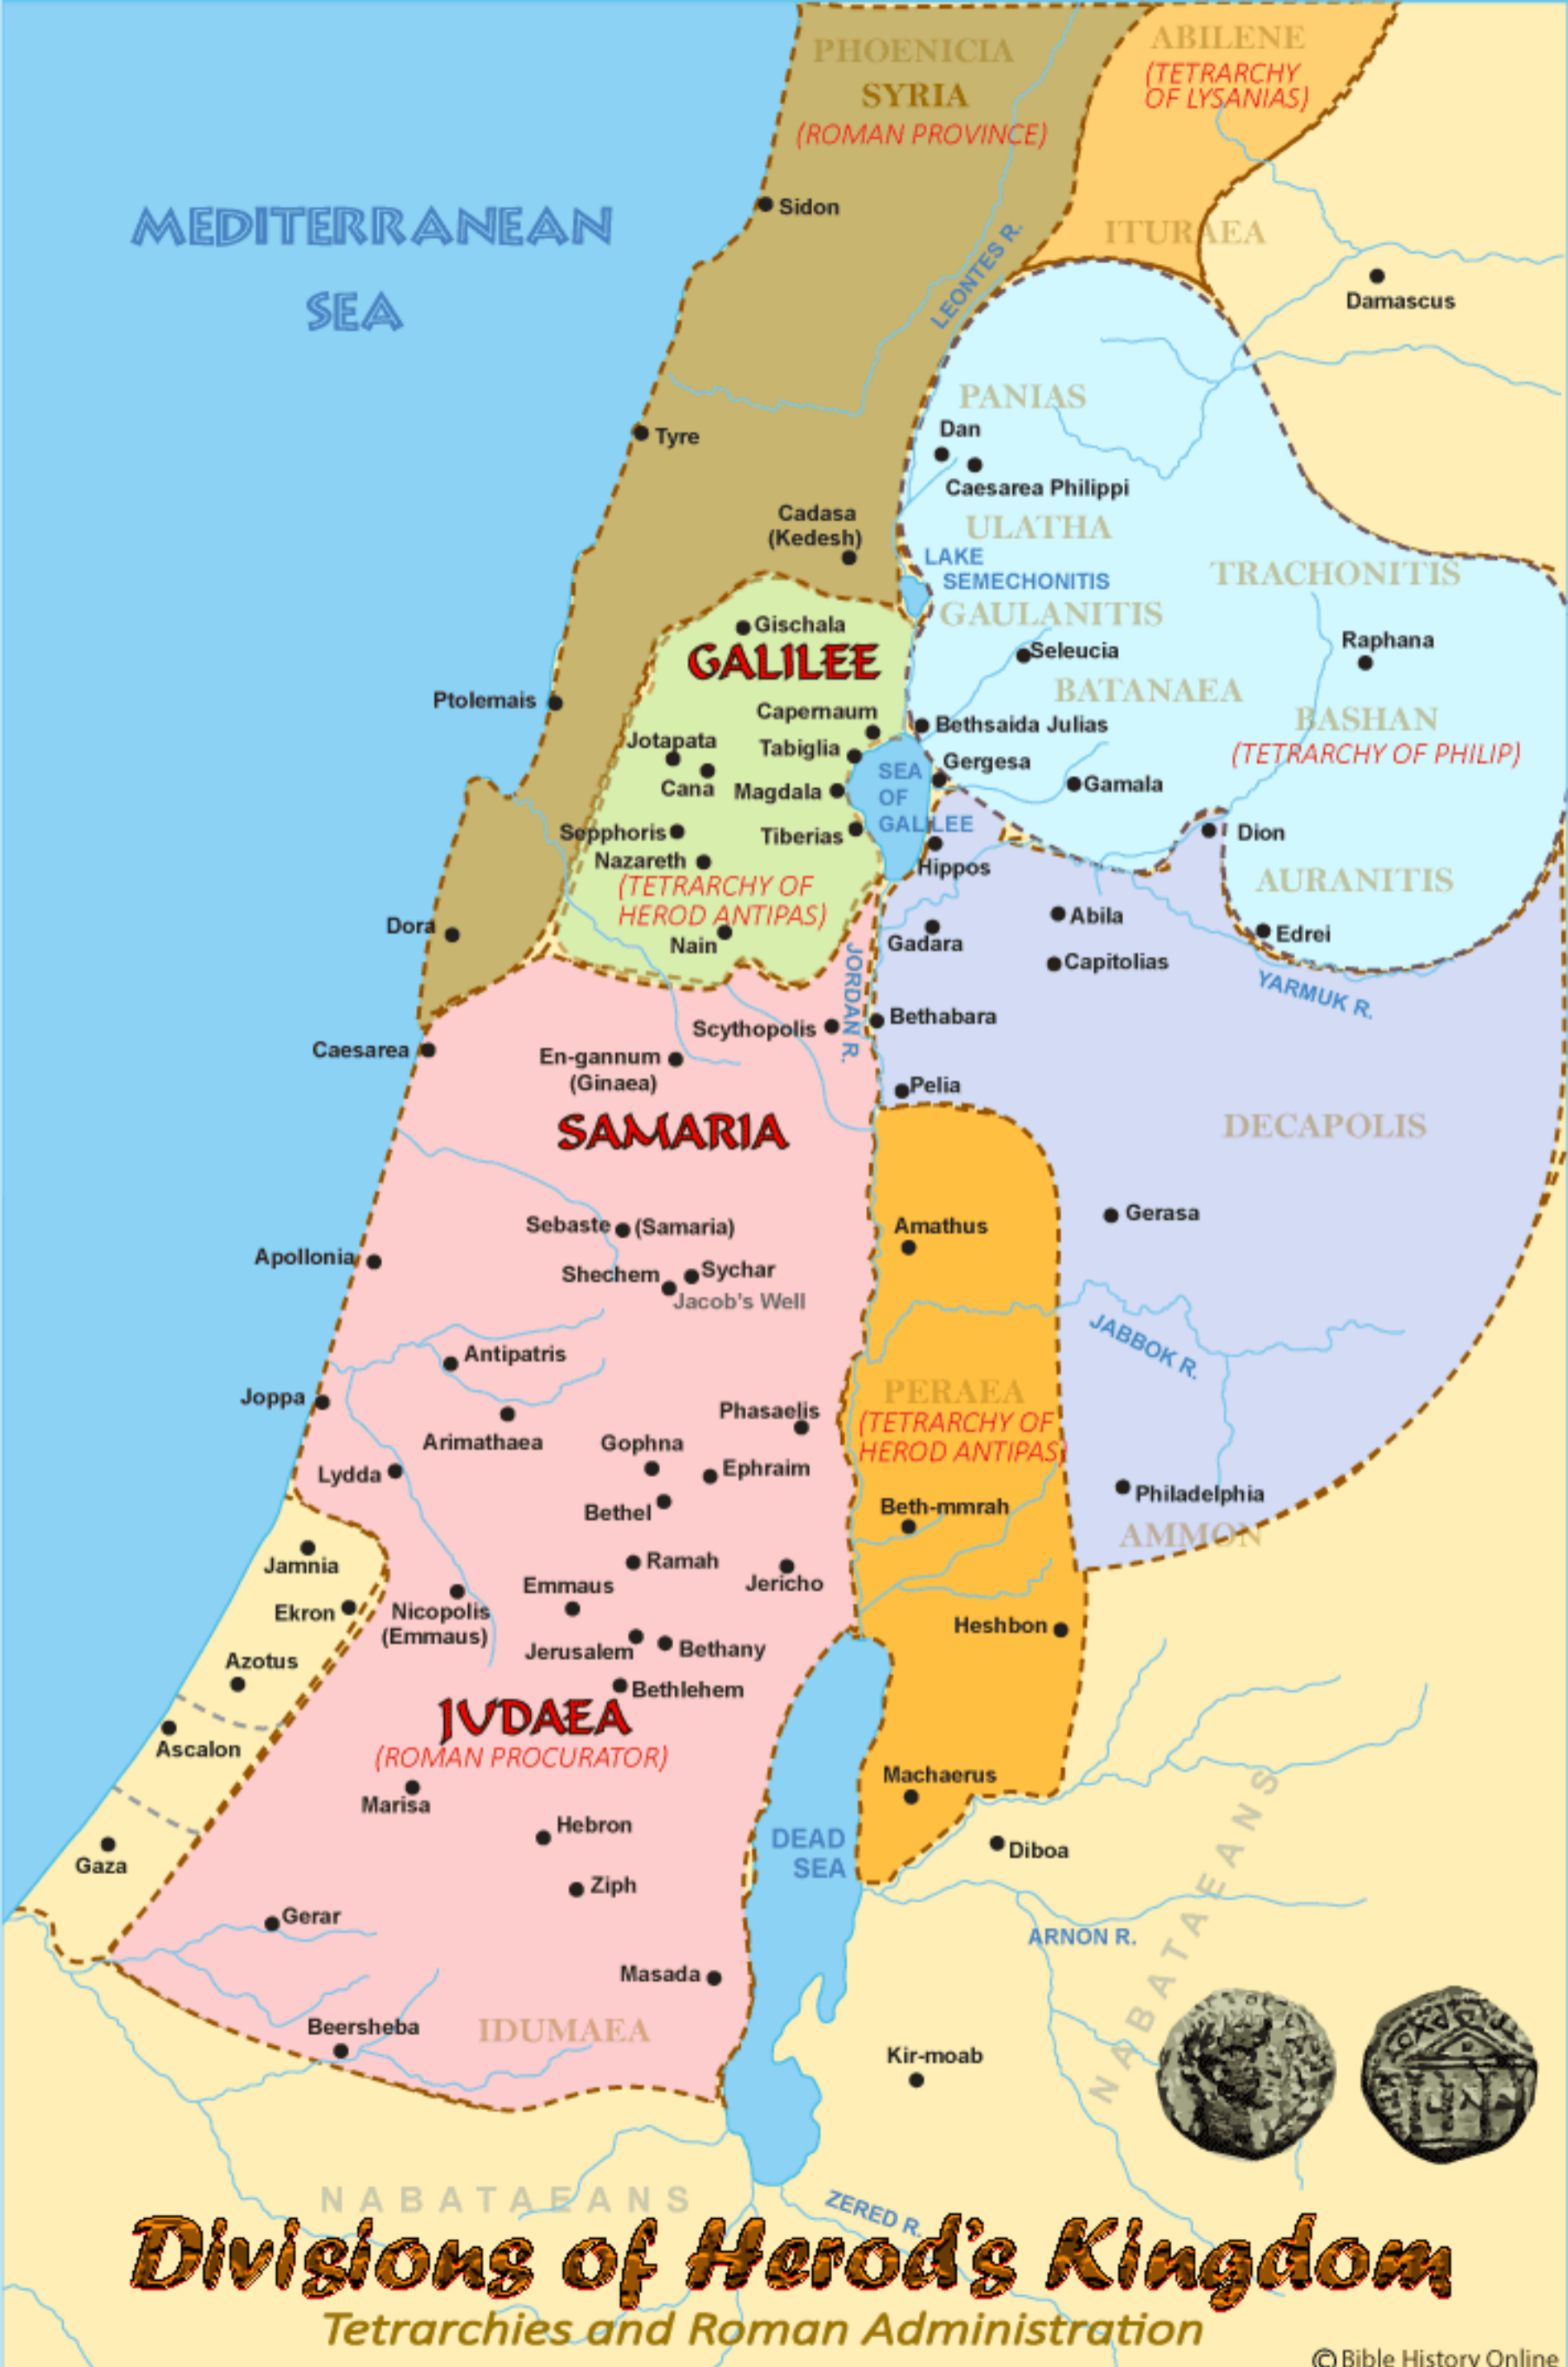 PHOENICIA
SYRIA
(ROMAN PROVINCE)
ABILENE
(TETRARCHY
OF LYSANIAS)
MEDITERRANEAN
SEA
Sidon
ITURAEA
LEONTES R.
Damascus
PANIAS
Tyre
Dan
Caesarea Philippi
Cadasa
(Kedesh)
ULATHA
LAKE
SEMECHONITIS
TRACHONITIS
GAULANITIS
Gischala
GALILEE
Seleucia
Raphana
BATANAEA
Ptolemais
Capernaum
Bethsaida Julias
BASHAN
(TETRARCHY OF PHILIP)
Jotapata
Tabiglia
Gergesa
Cana
Magdala
SEA
OF
GALILEE
Gamala
Sepphoris
Tiberias
Dion
Nazareth
Hippos
(TETRARCHY OF
HEROD ANTIPAS)
AURANITIS
Dora
Nain
Gadara
Abila
Edrei
Capitolias
JORDAN R.
YARMUK R.
Scythopolis
Bethabara
Caesarea
En-gannum
(Ginaea)
Pelia
SAMARIA
DECAPOLIS
Sebaste (Samaria)
Amathus
Gerasa
Apollonia
Shechem
Sychar
Jacob's Well
JABBOK R.
Antipatris
Joppa
PERAEA
(TETRARCHY OF
HEROD ANTIPAS)
Phasaelis
Arimathaea
Gophna
Lydda
Ephraim
Bethel
Beth-mmrah
Philadelphia
AMMON
Jamnia
Ramah
Jericho
Emmaus
Ekron
Nicopolis
(Emmaus)
Heshbon
Jerusalem
Bethany
Azotus
Bethlehem
JUDAEA
(ROMAN PROCURATOR)
Ascalon
Marisa
Machaerus
Hebron
DEAD
SEA
Diboa
Gaza
Ziph
Gerar
ARNON R.
NABATAEANS
Masada
Beersheba
IDUMAEA
Kir-moab
NABATAEANS
ZERED R.
Divisions of Herod's Kingdom
Tetrarchies and Roman Administration
© Bible History Online